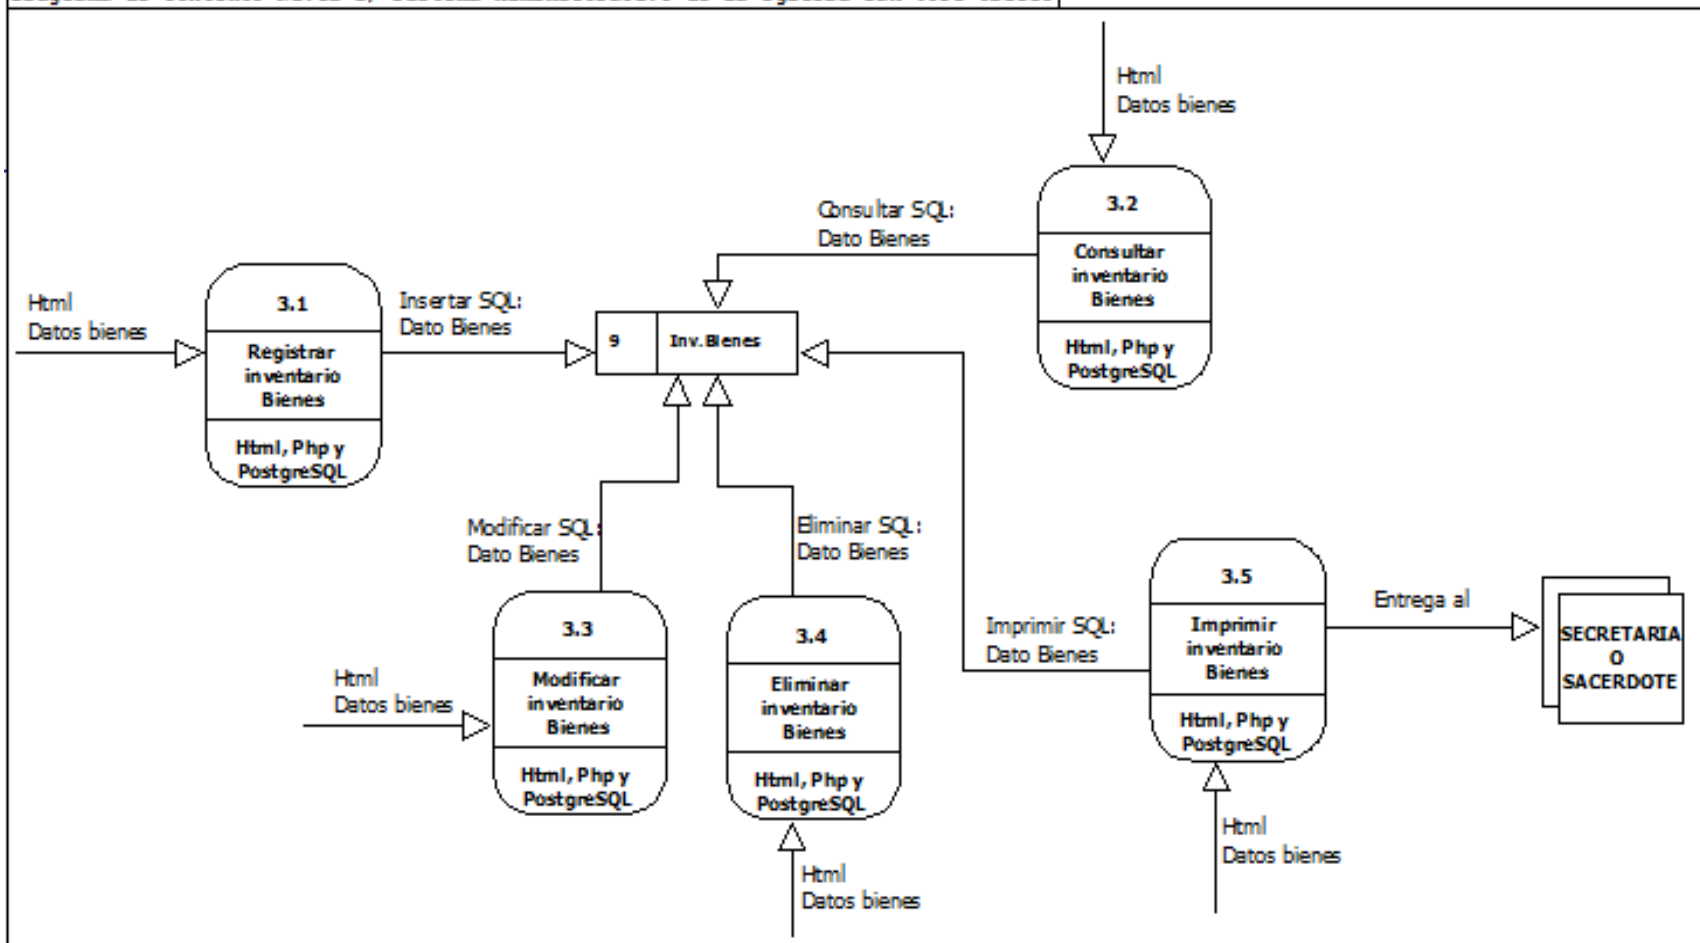 Html
Datos bienes
3.2
Consultar
inventario
Bienes
Html, Php y
PostgreSQL
Consultar SQL:
Dato Bienes
Html
Datos bienes
3.1
Registrar
inventario
Bienes
Html, Php y
PostgreSQL
Insertar SQL:
Dato Bienes
9
Inv.Bienes
Modificar SQL:
Dato Bienes
Eliminar SQL:
Dato Bienes
Html
Datos bienes
3.3
Modificar
inventario
Bienes
Html, Php y
PostgreSQL
3.4
Eliminar
inventario
Bienes
Html, Php y
PostgreSQL
Html
Datos bienes
Imprimir SQL:
Dato Bienes
3.5
Imprimir
inventario
Bienes
Html, Php y
PostgreSQL
Html
Datos bienes
Entrega al
SECRETARIA
O
SACERDOTE